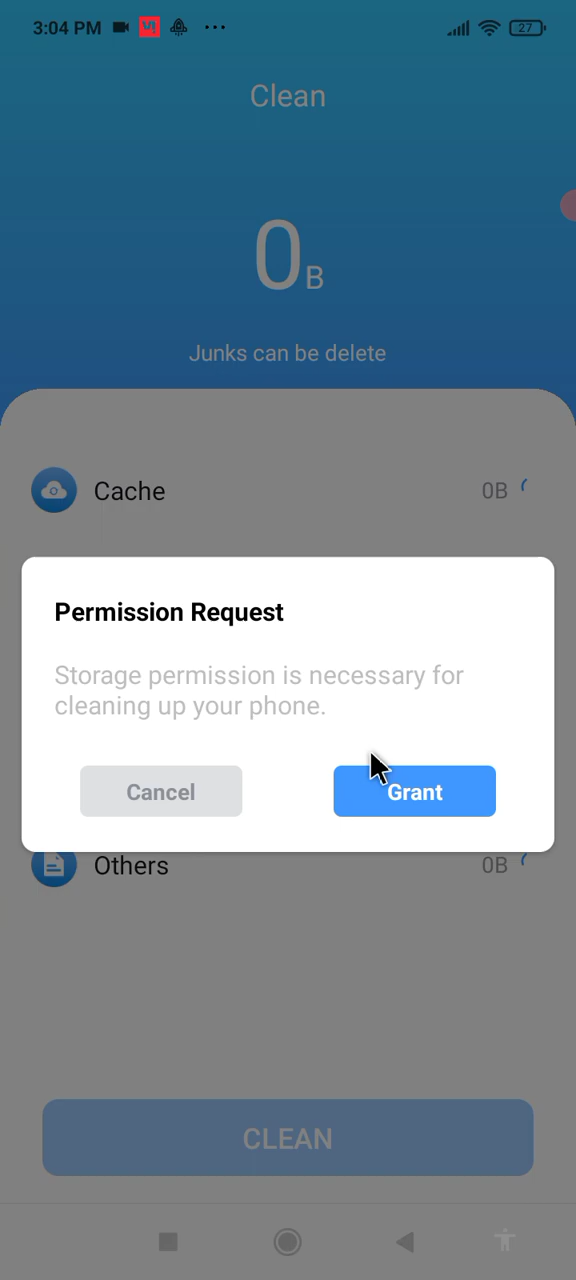 3:04 PM
27
Clean
0B
Junks can be delete
Cache
0B
Permission Request
Storage permission is necessary for
cleaning up your phone.
Cancel
Grant
Others
0B
CLEAN